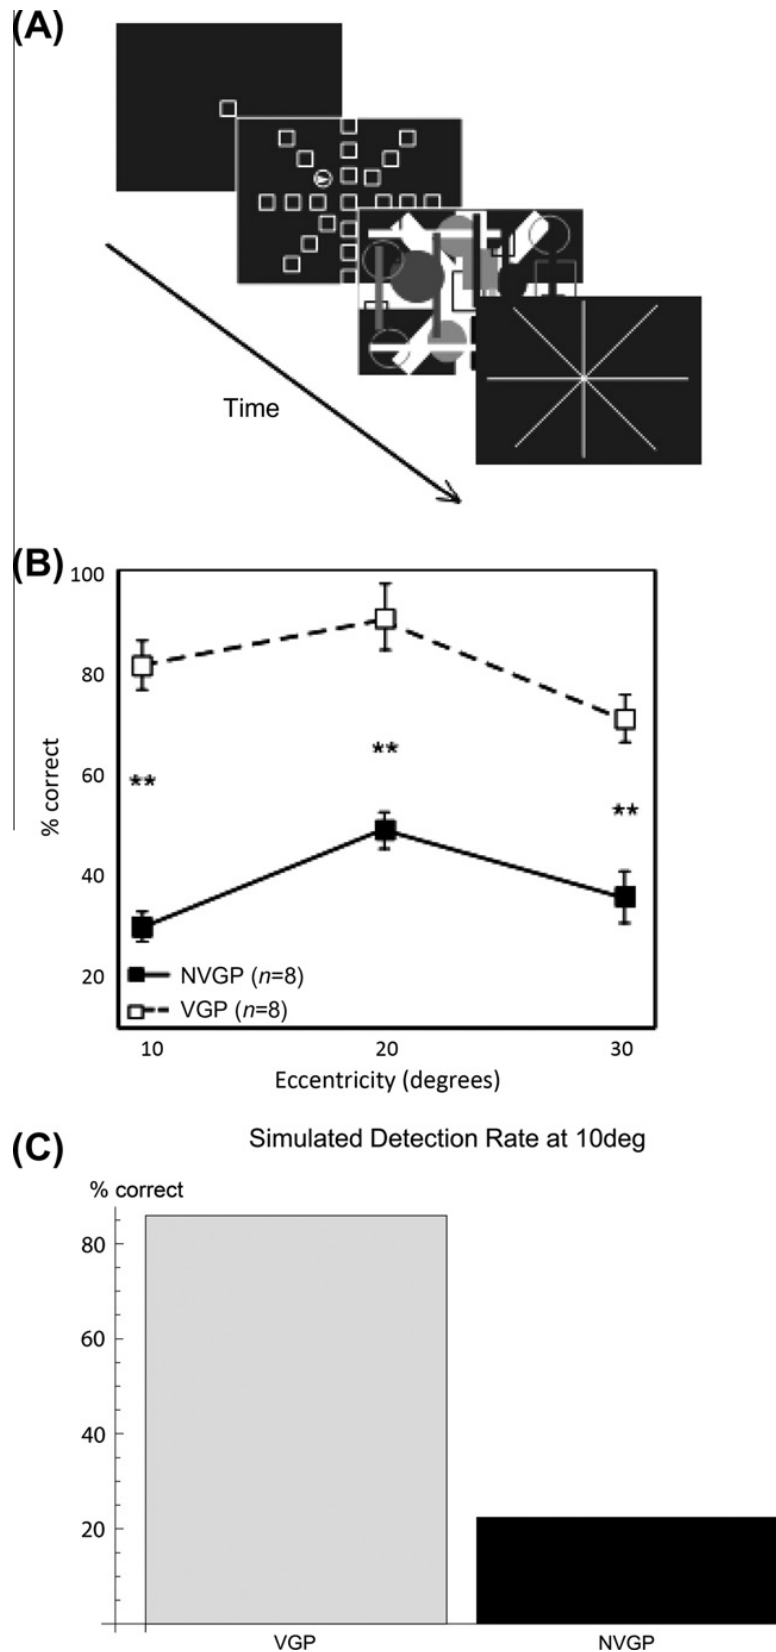 (A)
Time
(B)
100
80
60
40
20
% correct
**
**
**
NVGP (n=8)
VGP (n=8)
10 20 30
Eccentricity (degrees)
(C)
Simulated Detection Rate at 10deg
% correct
80
60
40
20
VGP NVGP